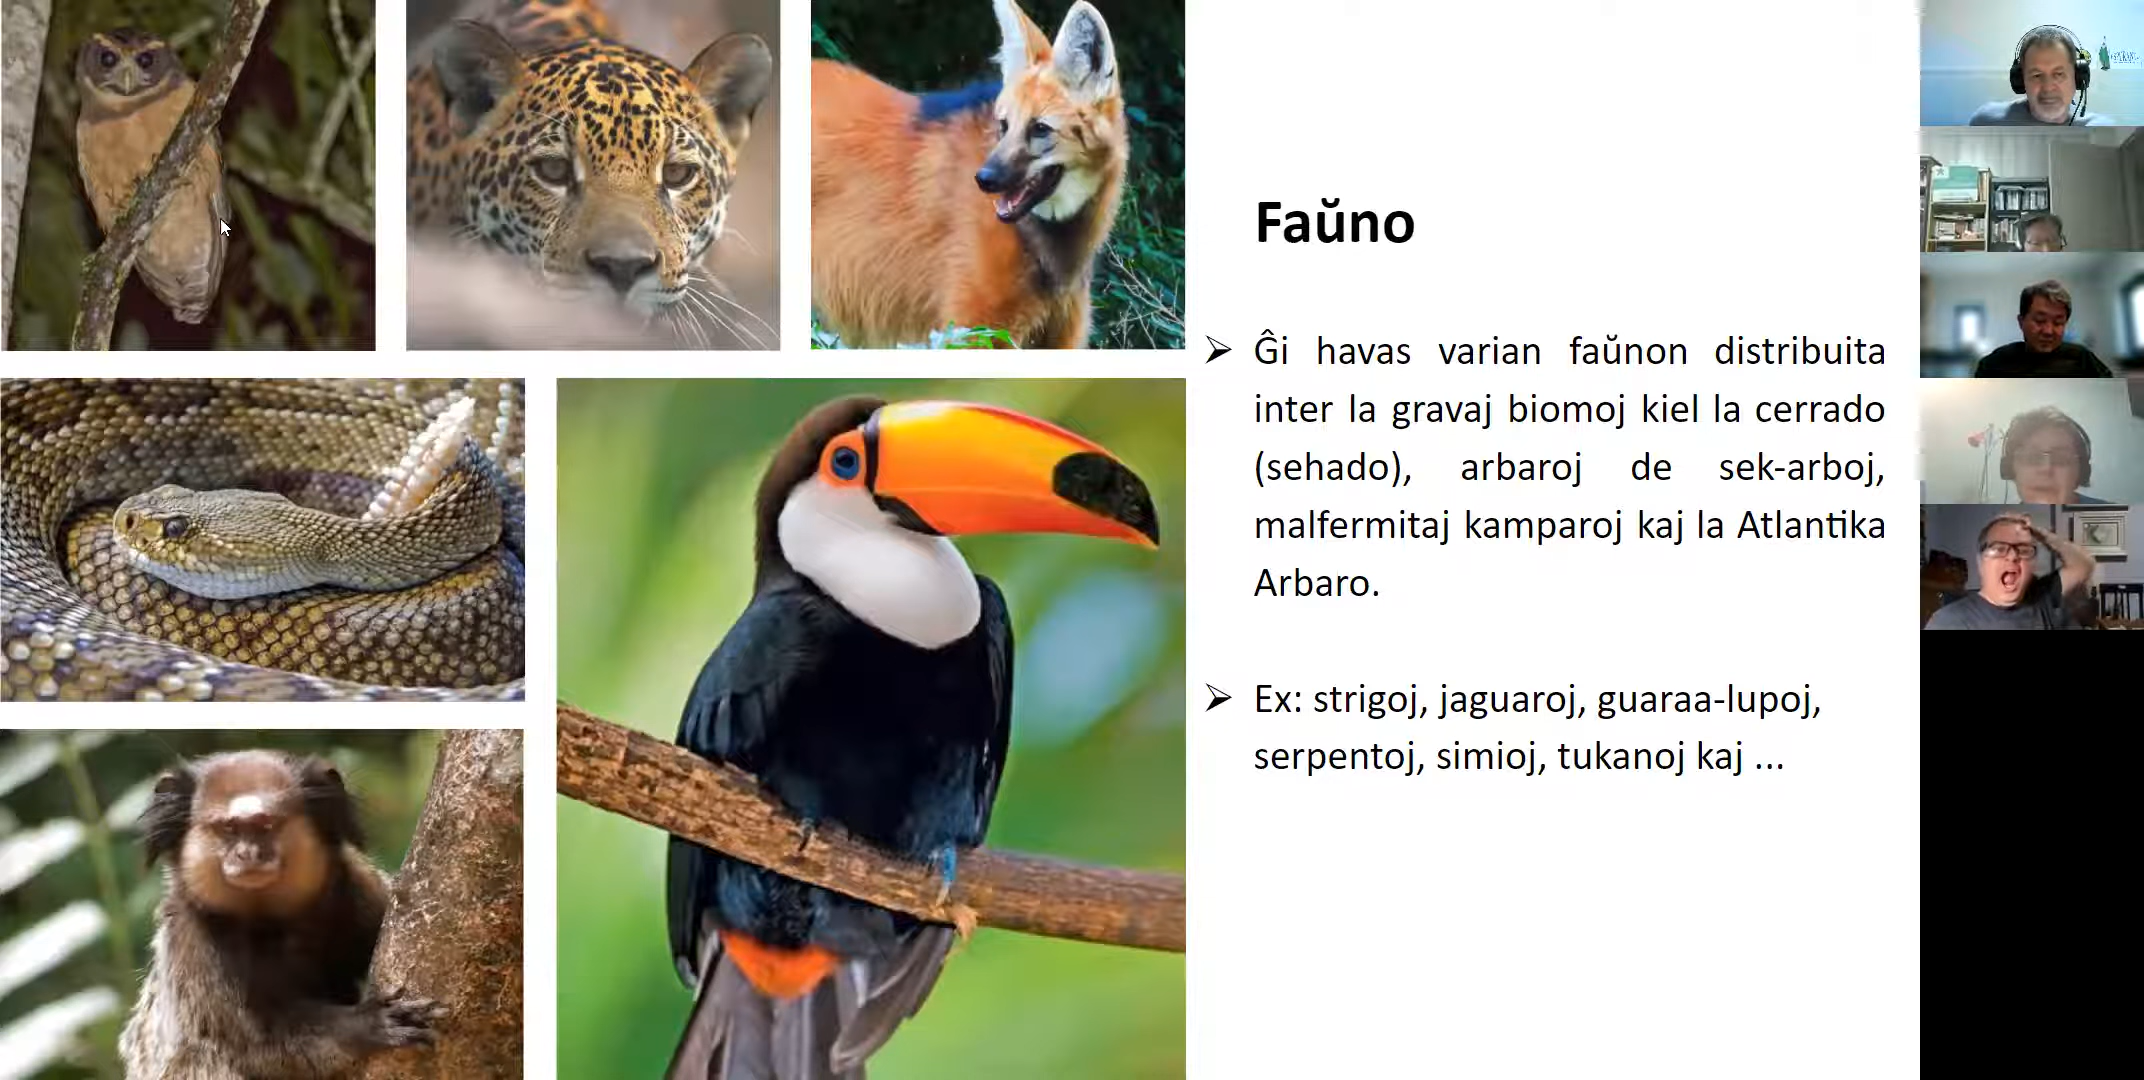 Faŭno
➢ Ĝi havas varian faŭnon distribuita
inter la gravaj biomoj kiel la cerrado
(sehado), arbaroj de sek-arboj,
malfermitaj kamparoj kaj la Atlantika
Arbaro.
➢ Ex: strigoj, jaguaroj, guaraa-lupoj,
serpentoj, simioj, tukanoj kaj ...